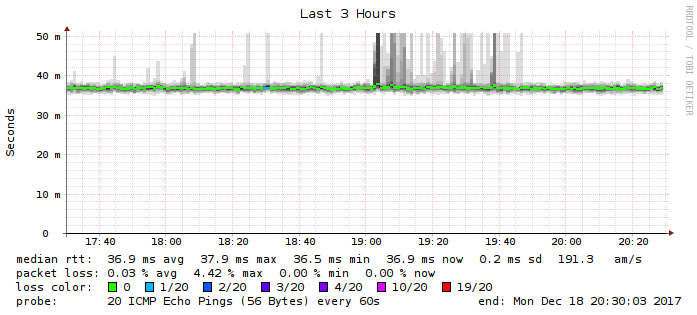 Last 3 Hours
RRDTOOL / TOBI OETIKER
Seconds
50 m
40 m
30 m
20 m
10 m
0
17:40 18:00 18:20 18:40 19:00 19:20 19:40 20:00 20:20
median rtt: 36.9 ms avg 37.9 ms max 36.5 ms min 36.9 ms now 0.2 ms sd 191.3 am/s
packet loss: 0.03 % avg 4.42 % max 0.00 % min 0.00 % now
loss color: 0 1/20 2/20 3/20 4/20 10/20 19/20
probe: 20 ICMP Echo Pings (56 Bytes) every 60s end: Mon Dec 18 20:30:03 2017